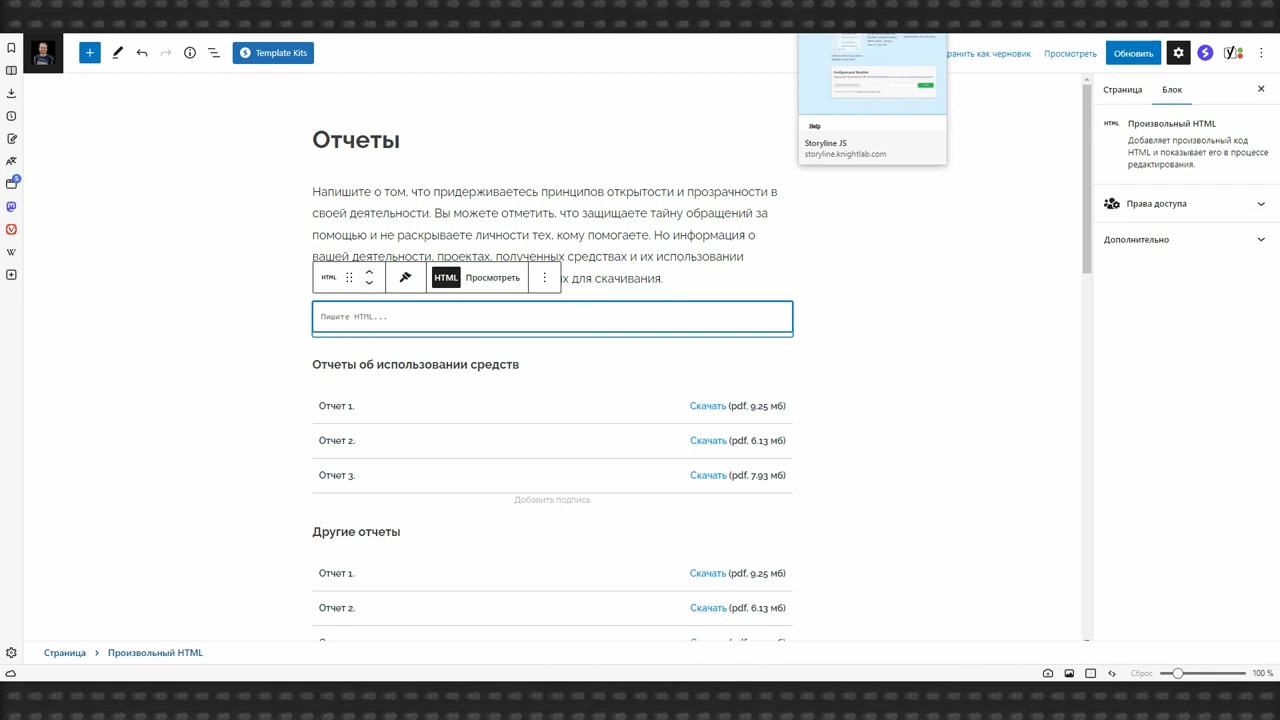 Template Kits
ранить как черновик
Просмотреть
Обновить
Help
Storyline JS
storyline.knightlab.com
Страница
Блок
HTML
Произвольный HTML
Добавляет произвольный код
HTML и показывает его в процессе
редактирования.
Права доступа
Дополнительно
Отчеты
Напишите о том, что придерживаетесь принципов открытости и прозрачности в
своей деятельности. Вы можете отметить, что защищаете тайну обращений за
помощью и не раскрываете личности тех, кому помогаете. Но информация о
вашей деятельности, проектах, полученных средствах и их использовании
х для скачивания.
HTML
HTML
Просмотреть
Пишите HTML...
Отчеты об использовании средств
Отчет 1. Скачать (pdf, 9.25 мб)
Отчет 2. Скачать (pdf, 6.13 мб)
Отчет 3. Скачать (pdf, 7.93 мб)
Добавить подпись
Другие отчеты
Отчет 1. Скачать (pdf, 9.25 мб)
Отчет 2. Скачать (pdf, 6.13 мб)
Страница > Произвольный HTML
Сброс
100 %
5